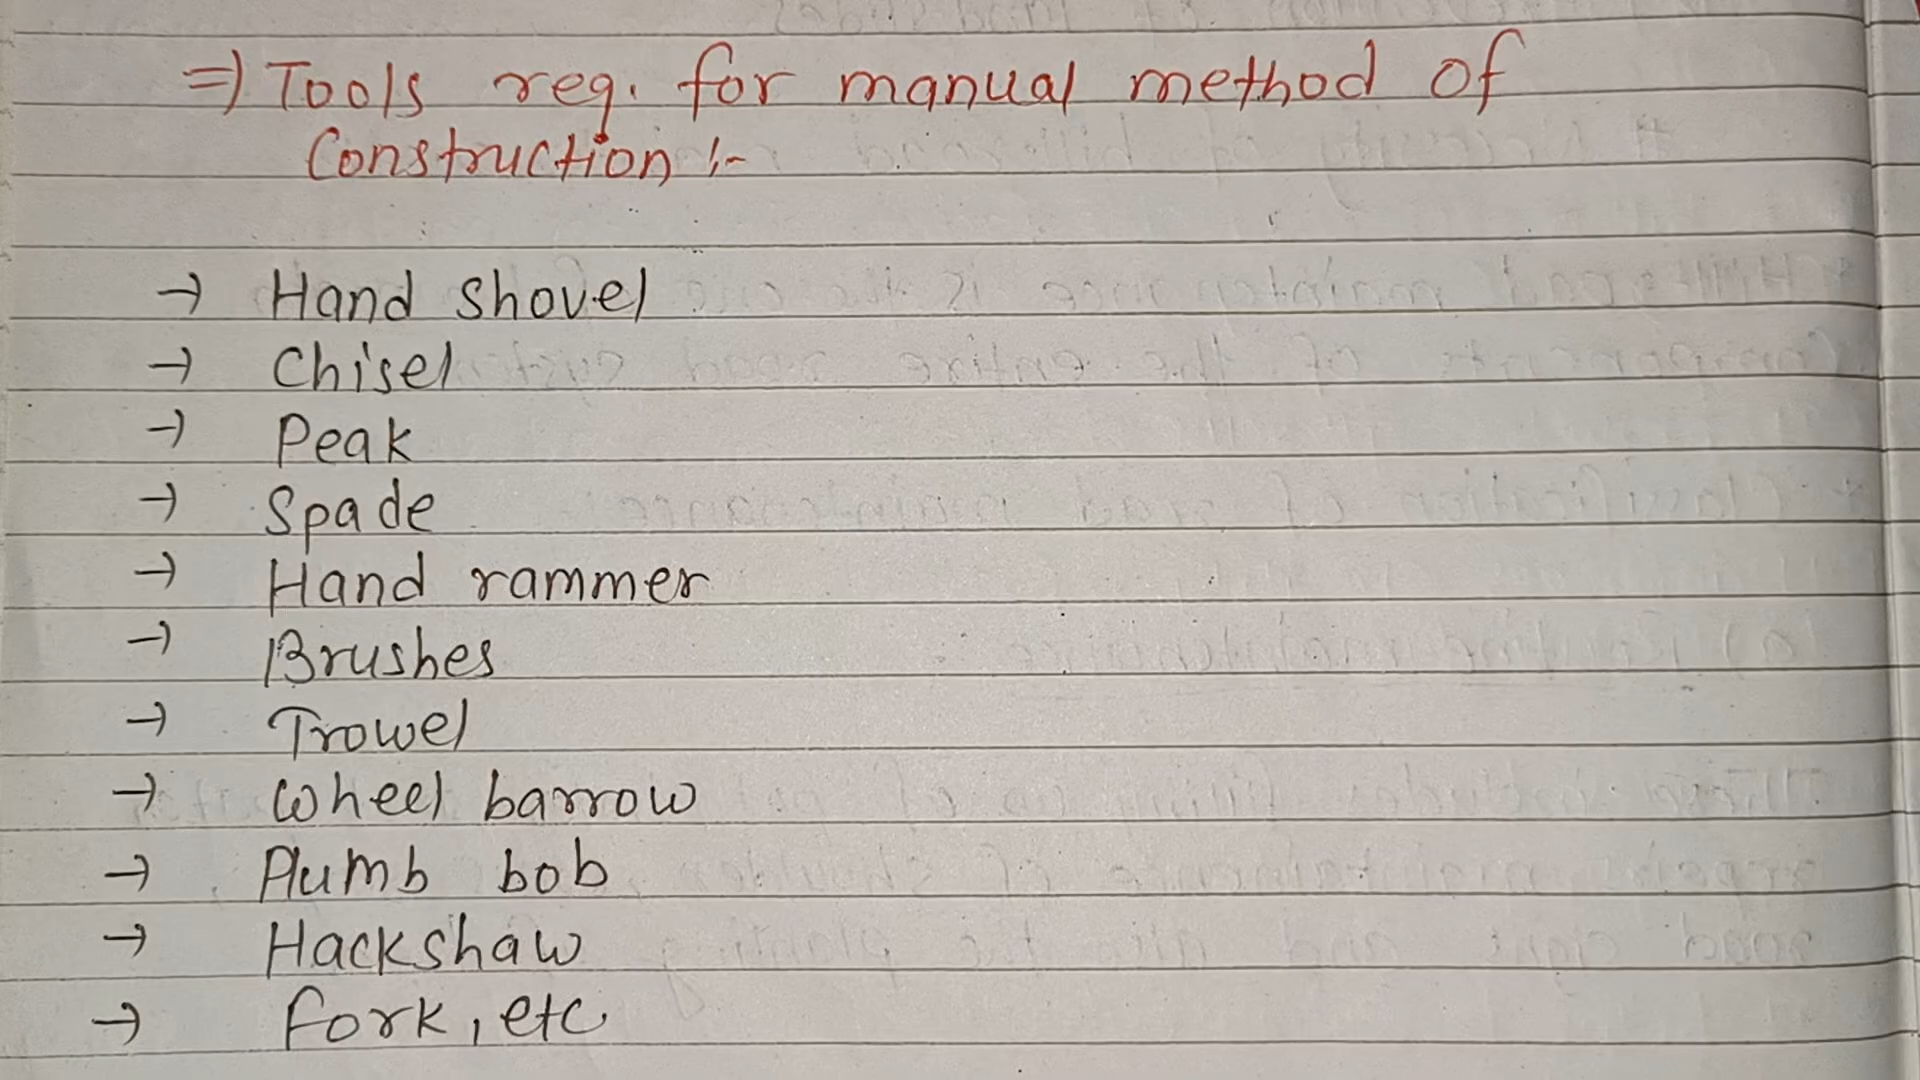 ⇒ Tools req. for manual method of
Construction :-
→ Hand shovel
→ Chisel
→ Peak
→ Spade
→ Hand rammer
→ Brushes
→ Trowel
→ Wheel barrow
→ Plumb bob
→ Hackshaw
→ fork, etc